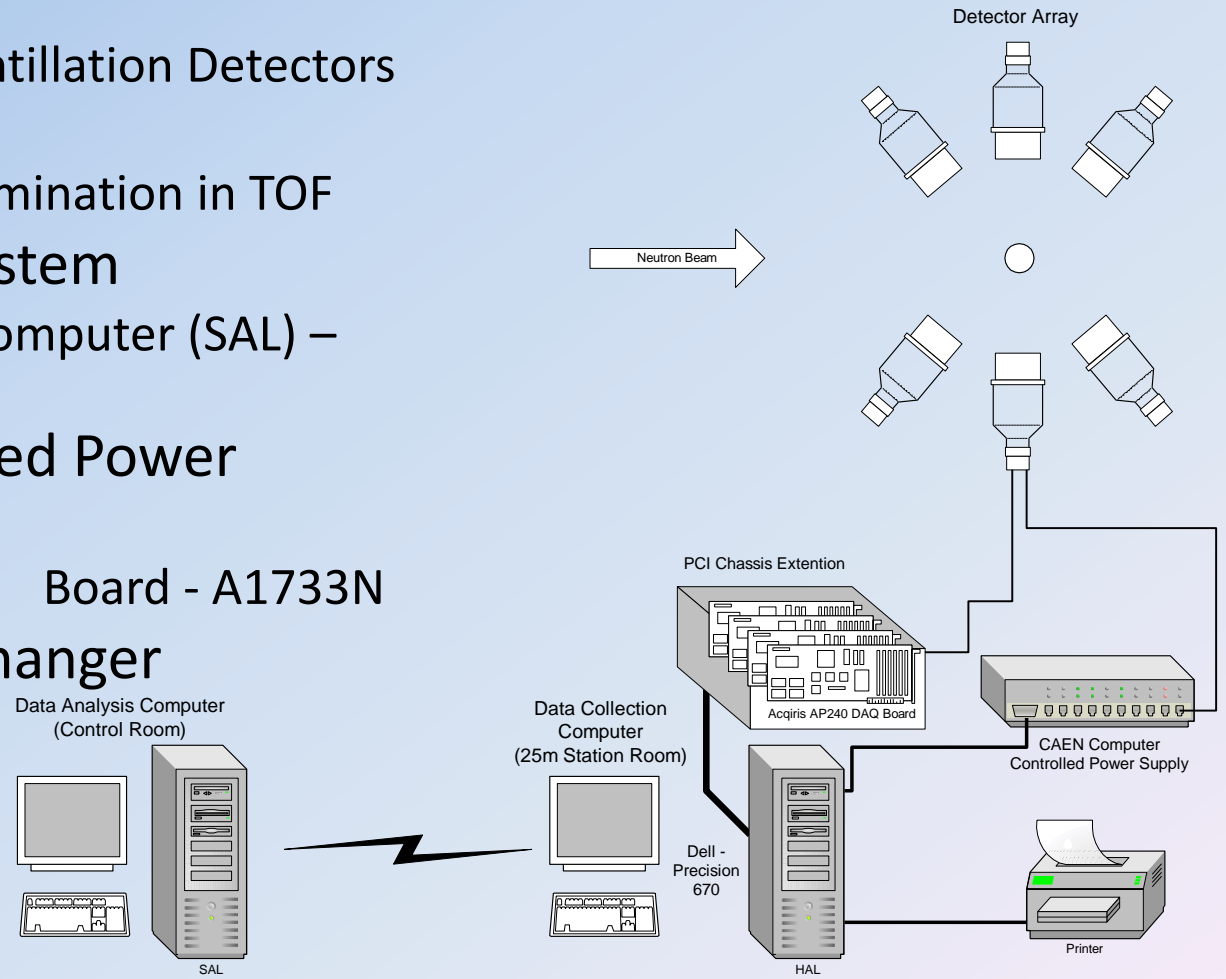 ntillation Detectors
mination in TOF
stem
omputer (SAL) –
ed Power
Board - A1733N
hanger
Detector Array
Neutron Beam
PCI Chassis Extention
Acqiris AP240 DAQ Board
CAEN Computer
Controlled Power Supply
Data Analysis Computer
(Control Room)
SAL
Data Collection
Computer
(25m Station Room)
Dell -
Precision
670
HAL
Printer